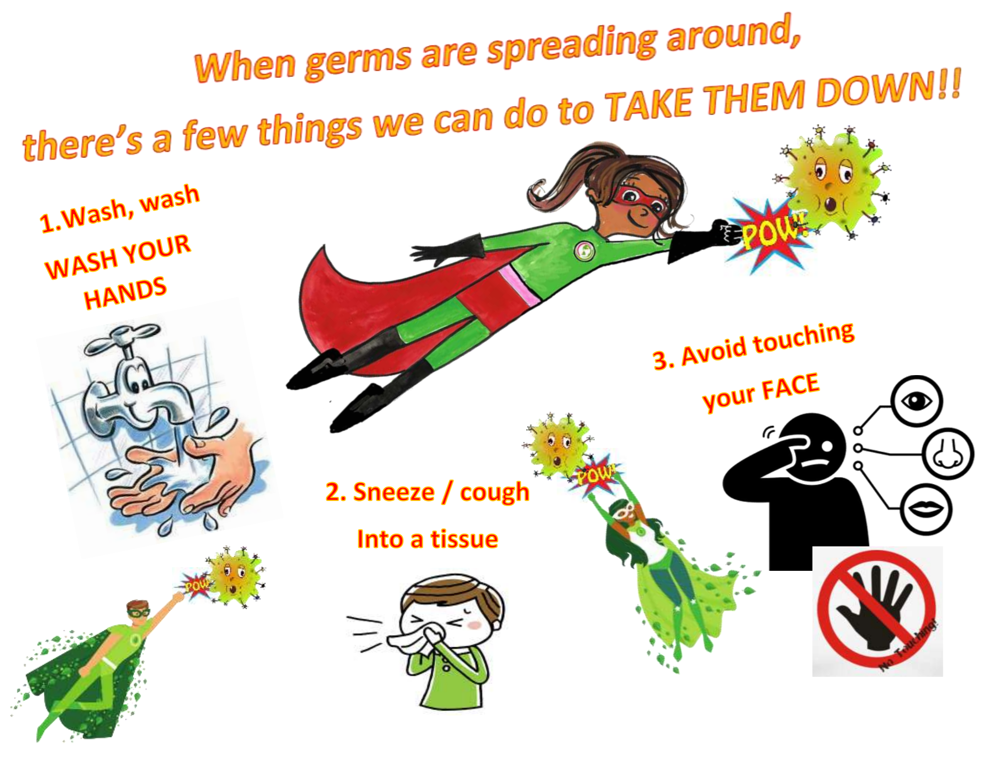 When germs are spreading around,
there’s a few things we can do to TAKE THEM DOWN!!
1.Wash, wash
WASH YOUR
HANDS
POW!
3. Avoid touching
your FACE
POW!
2. Sneeze / cough
Into a tissue
POW
No Touching!